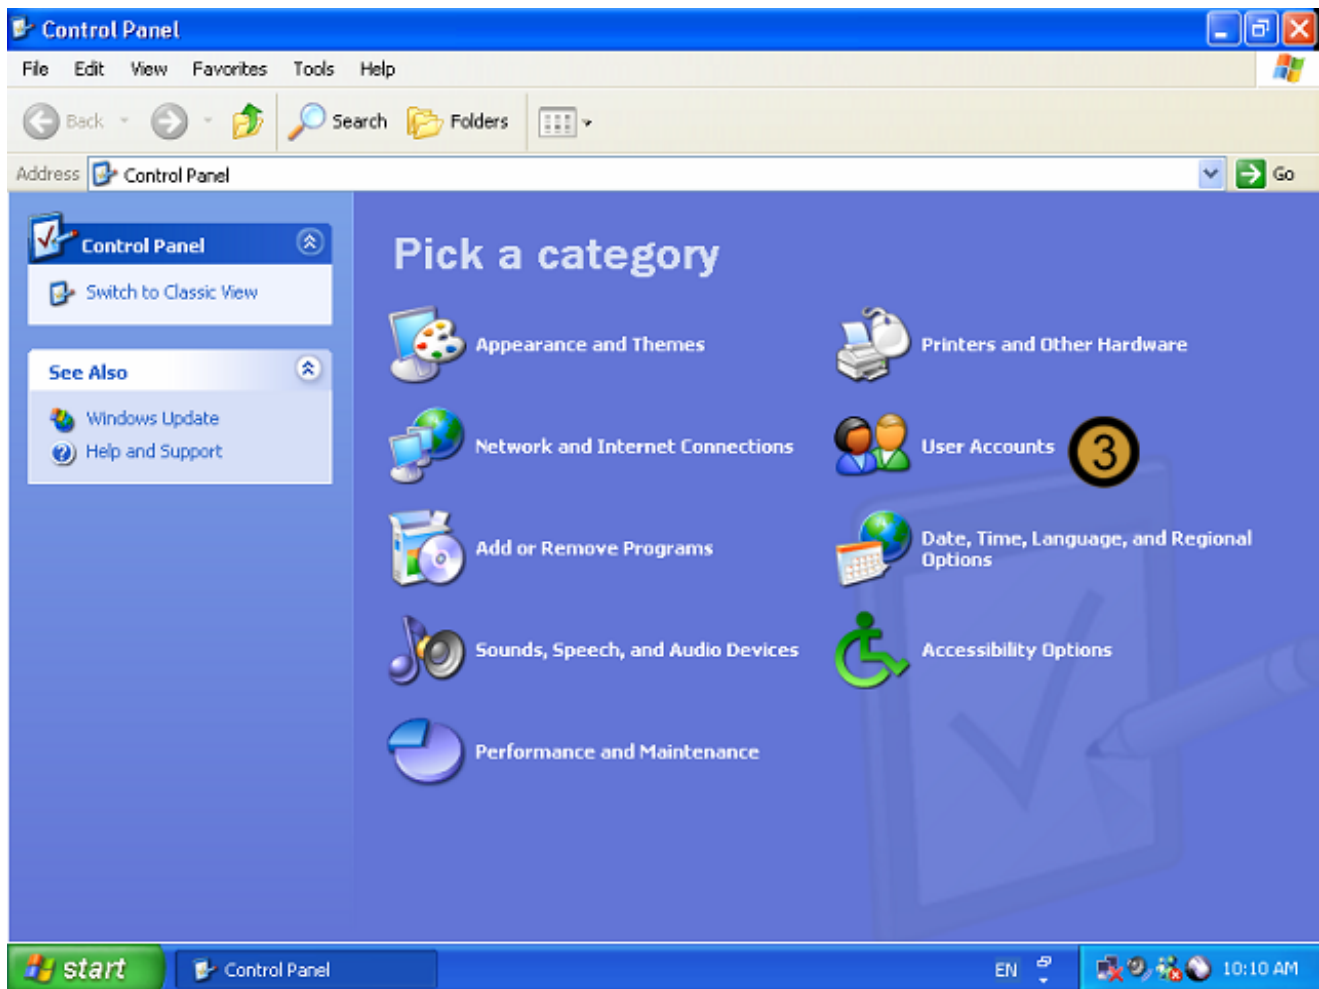 Control Panel
File Edit View Favorites Tools Help
Back Search Folders
Address Control Panel Go
Control Panel
Switch to Classic View
See Also
Windows Update
Help and Support
Pick a category
Appearance and Themes
Printers and Other Hardware
Network and Internet Connections
User Accounts 3
Add or Remove Programs
Date, Time, Language, and Regional
Options
Sounds, Speech, and Audio Devices
Accessibility Options
Performance and Maintenance
start Control Panel EN 10:10 AM